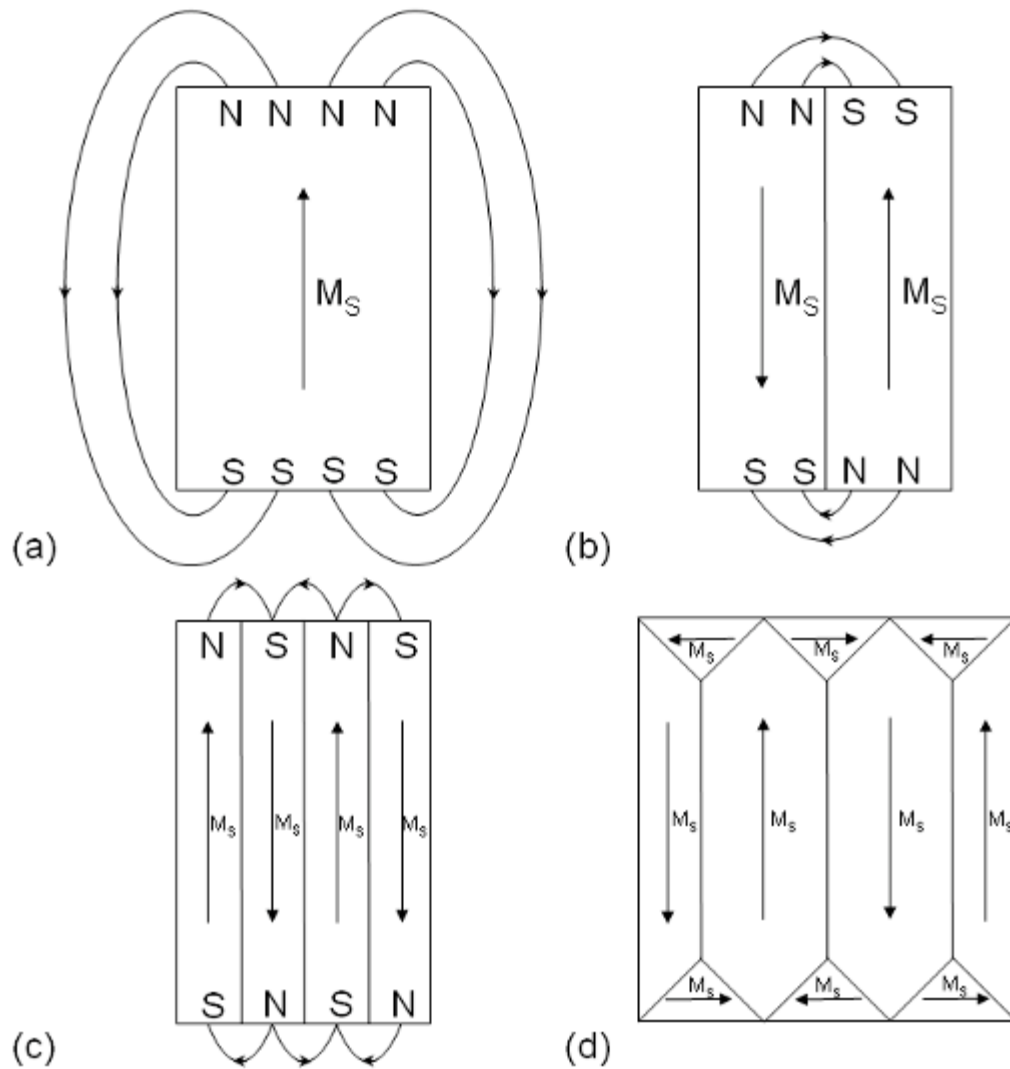 N N N N
M_S
S S S S
(a)
N N S S
M_S M_S
S S N N
(b)
N S N S
M_s M_s M_s M_s
S N S N
(c)
M_s M_s M_s
M_s M_s M_s M_s
M_s M_s M_s
(d)